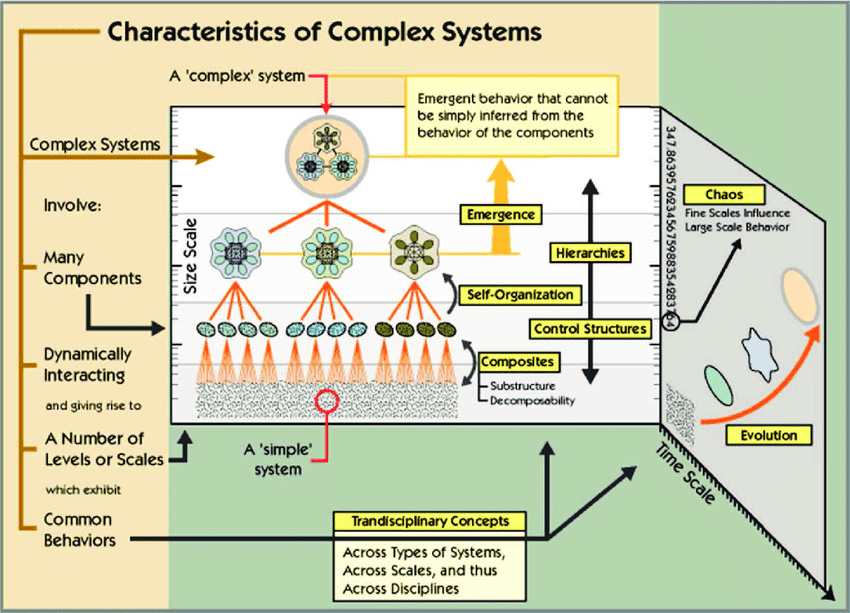 Characteristics of Complex Systems
A 'complex' system
Emergent behavior that cannot
be simply inferred from the
behavior of the components
Complex Systems
Involve:
Many
Components
Dynamically
Interacting
and giving rise to
A Number of
Levels or Scales
which exhibit
Common
Behaviors
Size Scale
Emergence
Hierarchies
Self-Organization
Control Structures
Composites
Substructure
Decomposability
A 'simple'
system
Chaos
Fine Scales Influence
Large Scale Behavior
Evolution
Time Scale
Trandisciplinary Concepts
Across Types of Systems,
Across Scales, and thus
Across Disciplines